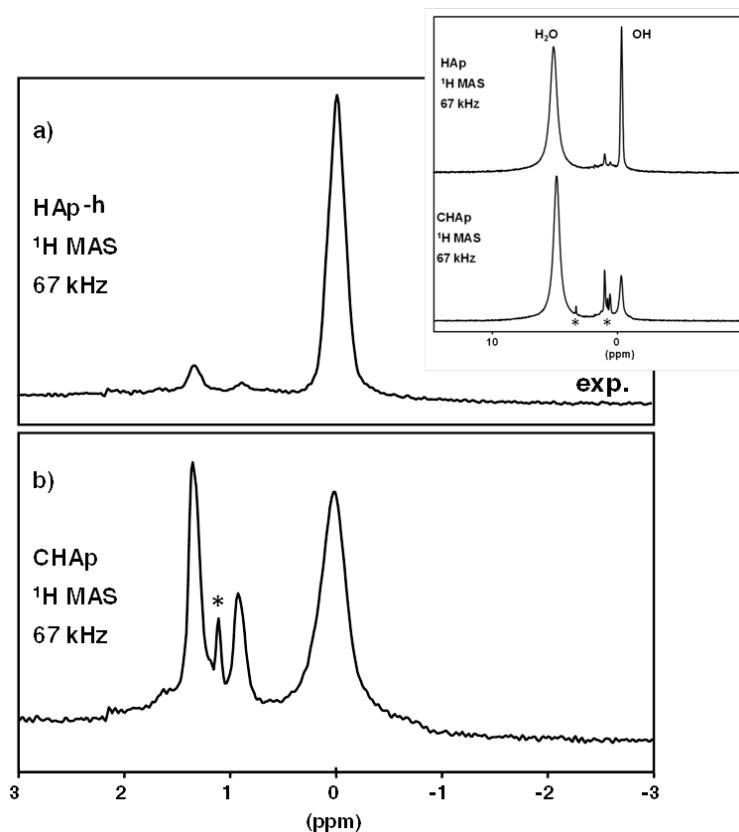 H₂O
OH
HAp
¹H MAS
67 kHz
CHAp
¹H MAS
67 kHz
*
*
10
0
(ppm)
a)
HAp-h
¹H MAS
67 kHz
exp.
b)
CHAp
¹H MAS
67 kHz
*
3
2
1
0
-1
-2
-3
(ppm)